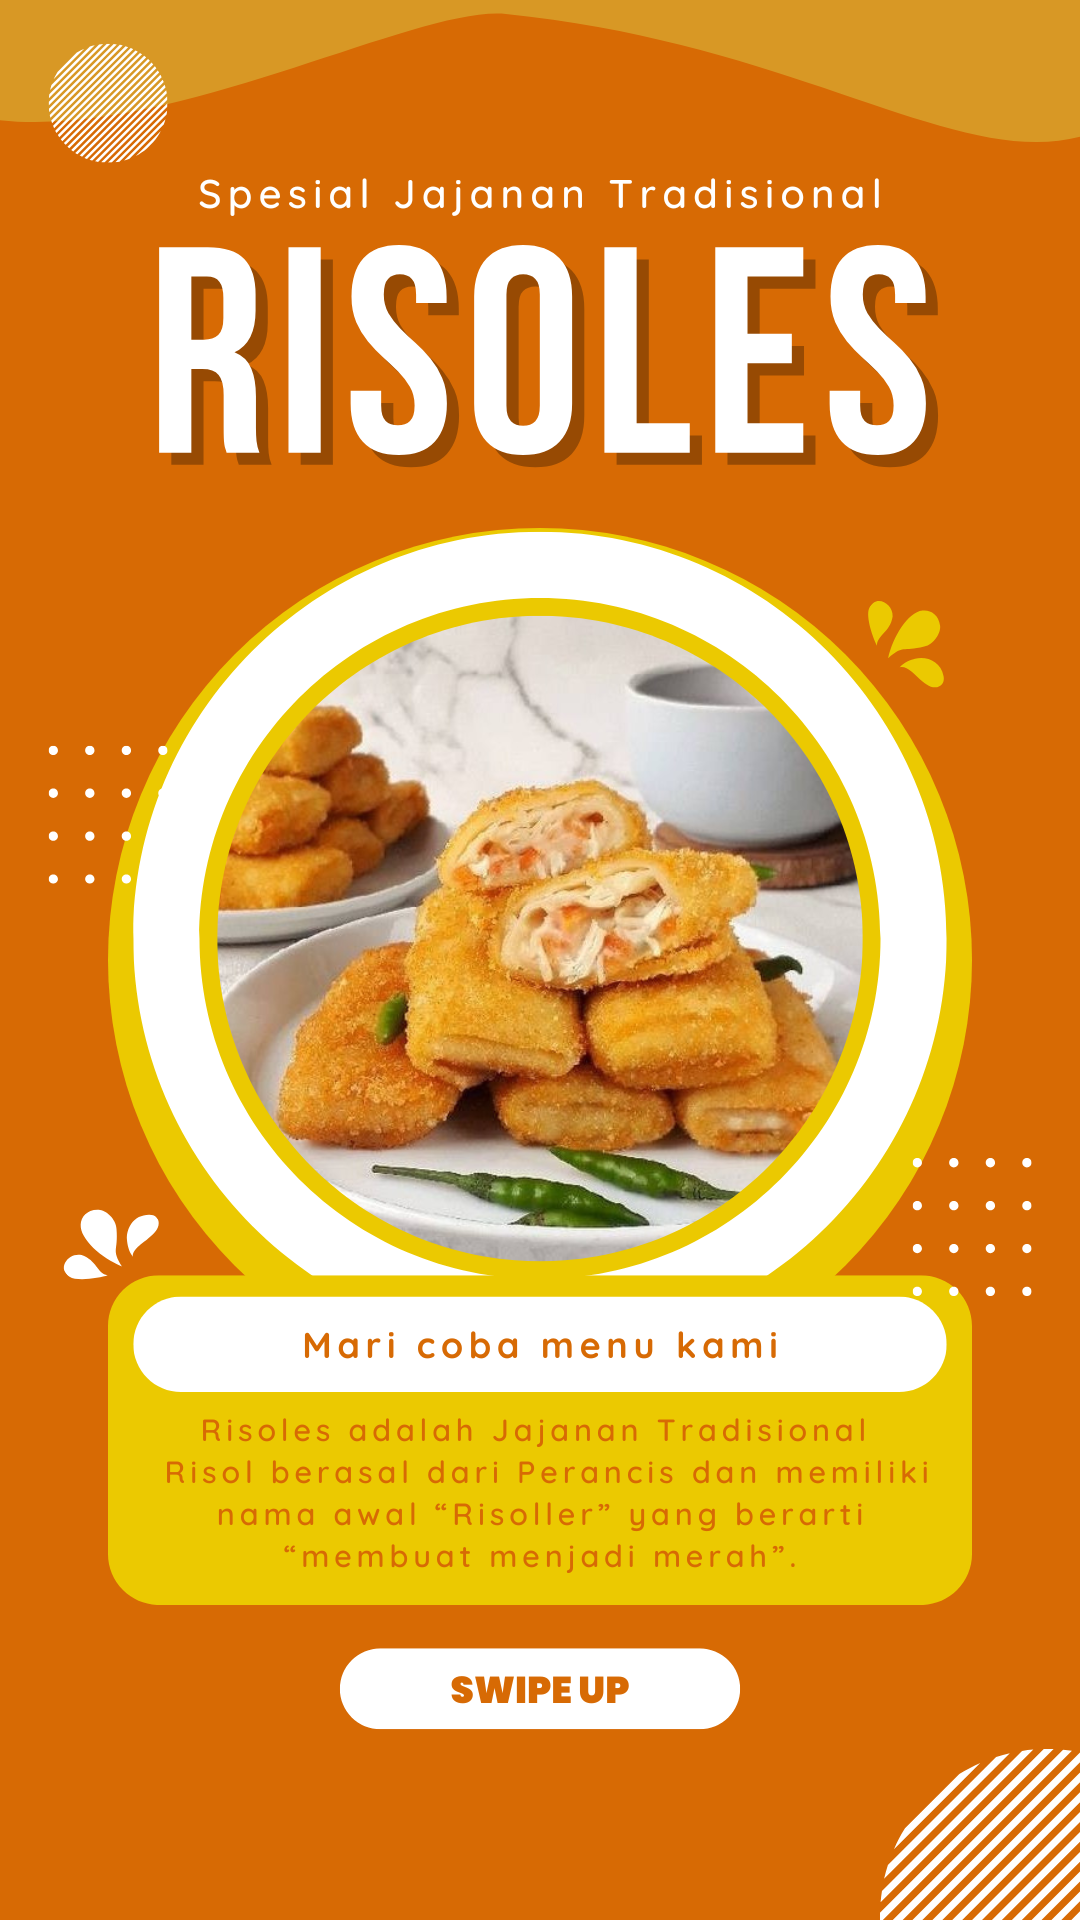 Spesial Jajanan Tradisional
RISOLES
Mari coba menu kami
Risoles adalah Jajanan Tradisional
Risol berasal dari Perancis dan memiliki
nama awal “Risoller” yang berarti
“membuat menjadi merah”.
SWIPE UP